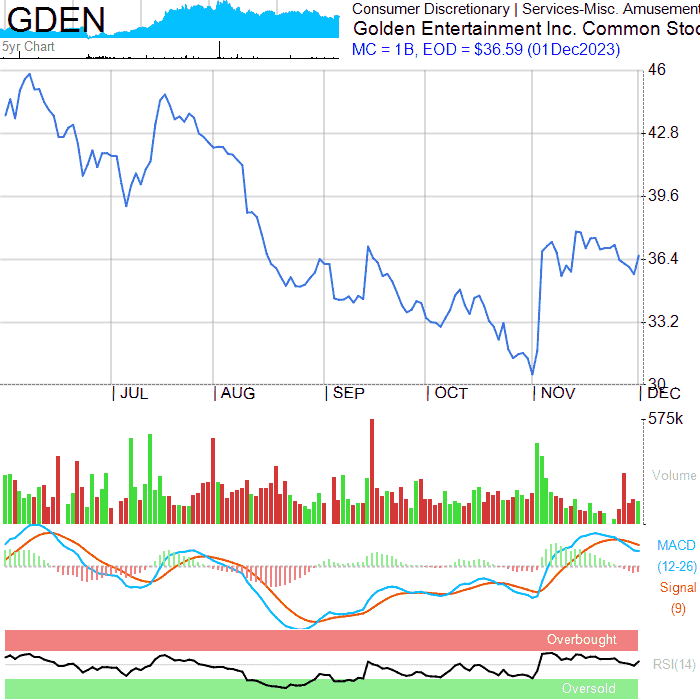 GDEN
5yr Chart
Consumer Discretionary | Services-Misc. Amusement
Golden Entertainment Inc. Common Stoc
MC = 1B, EOD = $36.59 (01Dec2023)
46
42.8
39.6
36.4
33.2
30
JUL
AUG
SEP
OCT
NOV
DEC
575k
Volume
MACD
(12-26)
Signal
(9)
Overbought
RSI(14)
Oversold